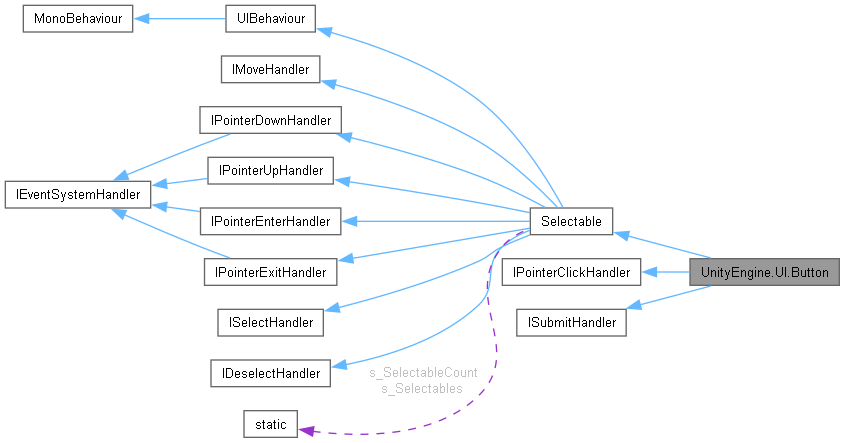 MonoBehaviour
UIBehaviour
IMoveHandler
IPointerDownHandler
IPointerUpHandler
IEventSystemHandler
IPointerEnterHandler
Selectable
IPointerExitHandler
IPointerClickHandler
UnityEngine.UI.Button
ISelectHandler
ISubmitHandler
IDeselectHandler
s_SelectableCount
s_Selectables
static